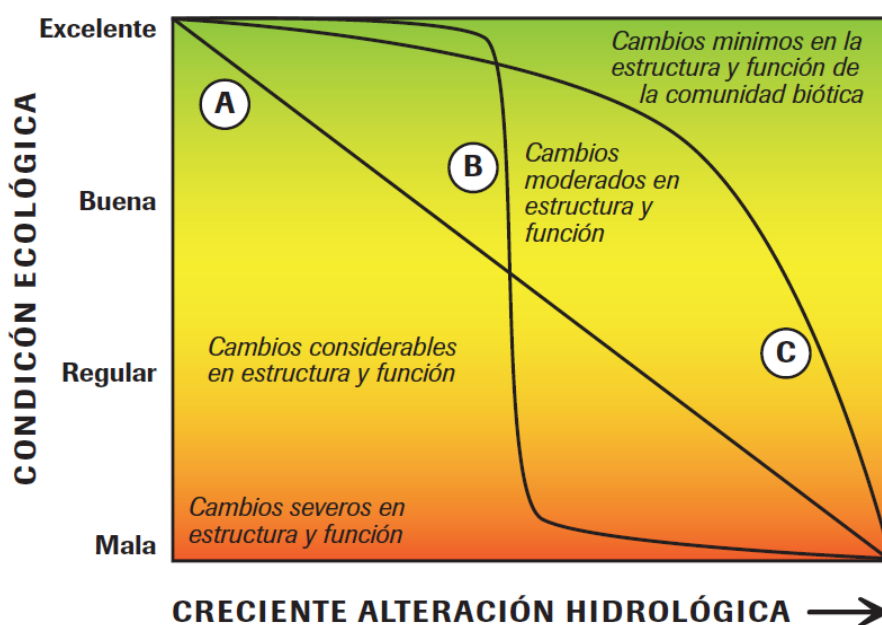 Excelente
Buena
Regular
Mala
CONDICÓN ECOLÓGICA
A
B
C
Cambios minimos en la
estructura y función de
la comunidad biótica
Cambios
moderados en
estructura y
función
Cambios considerables
en estructura y función
Cambios severos en
estructura y función
CRECIENTE ALTERACIÓN HIDROLÓGICA